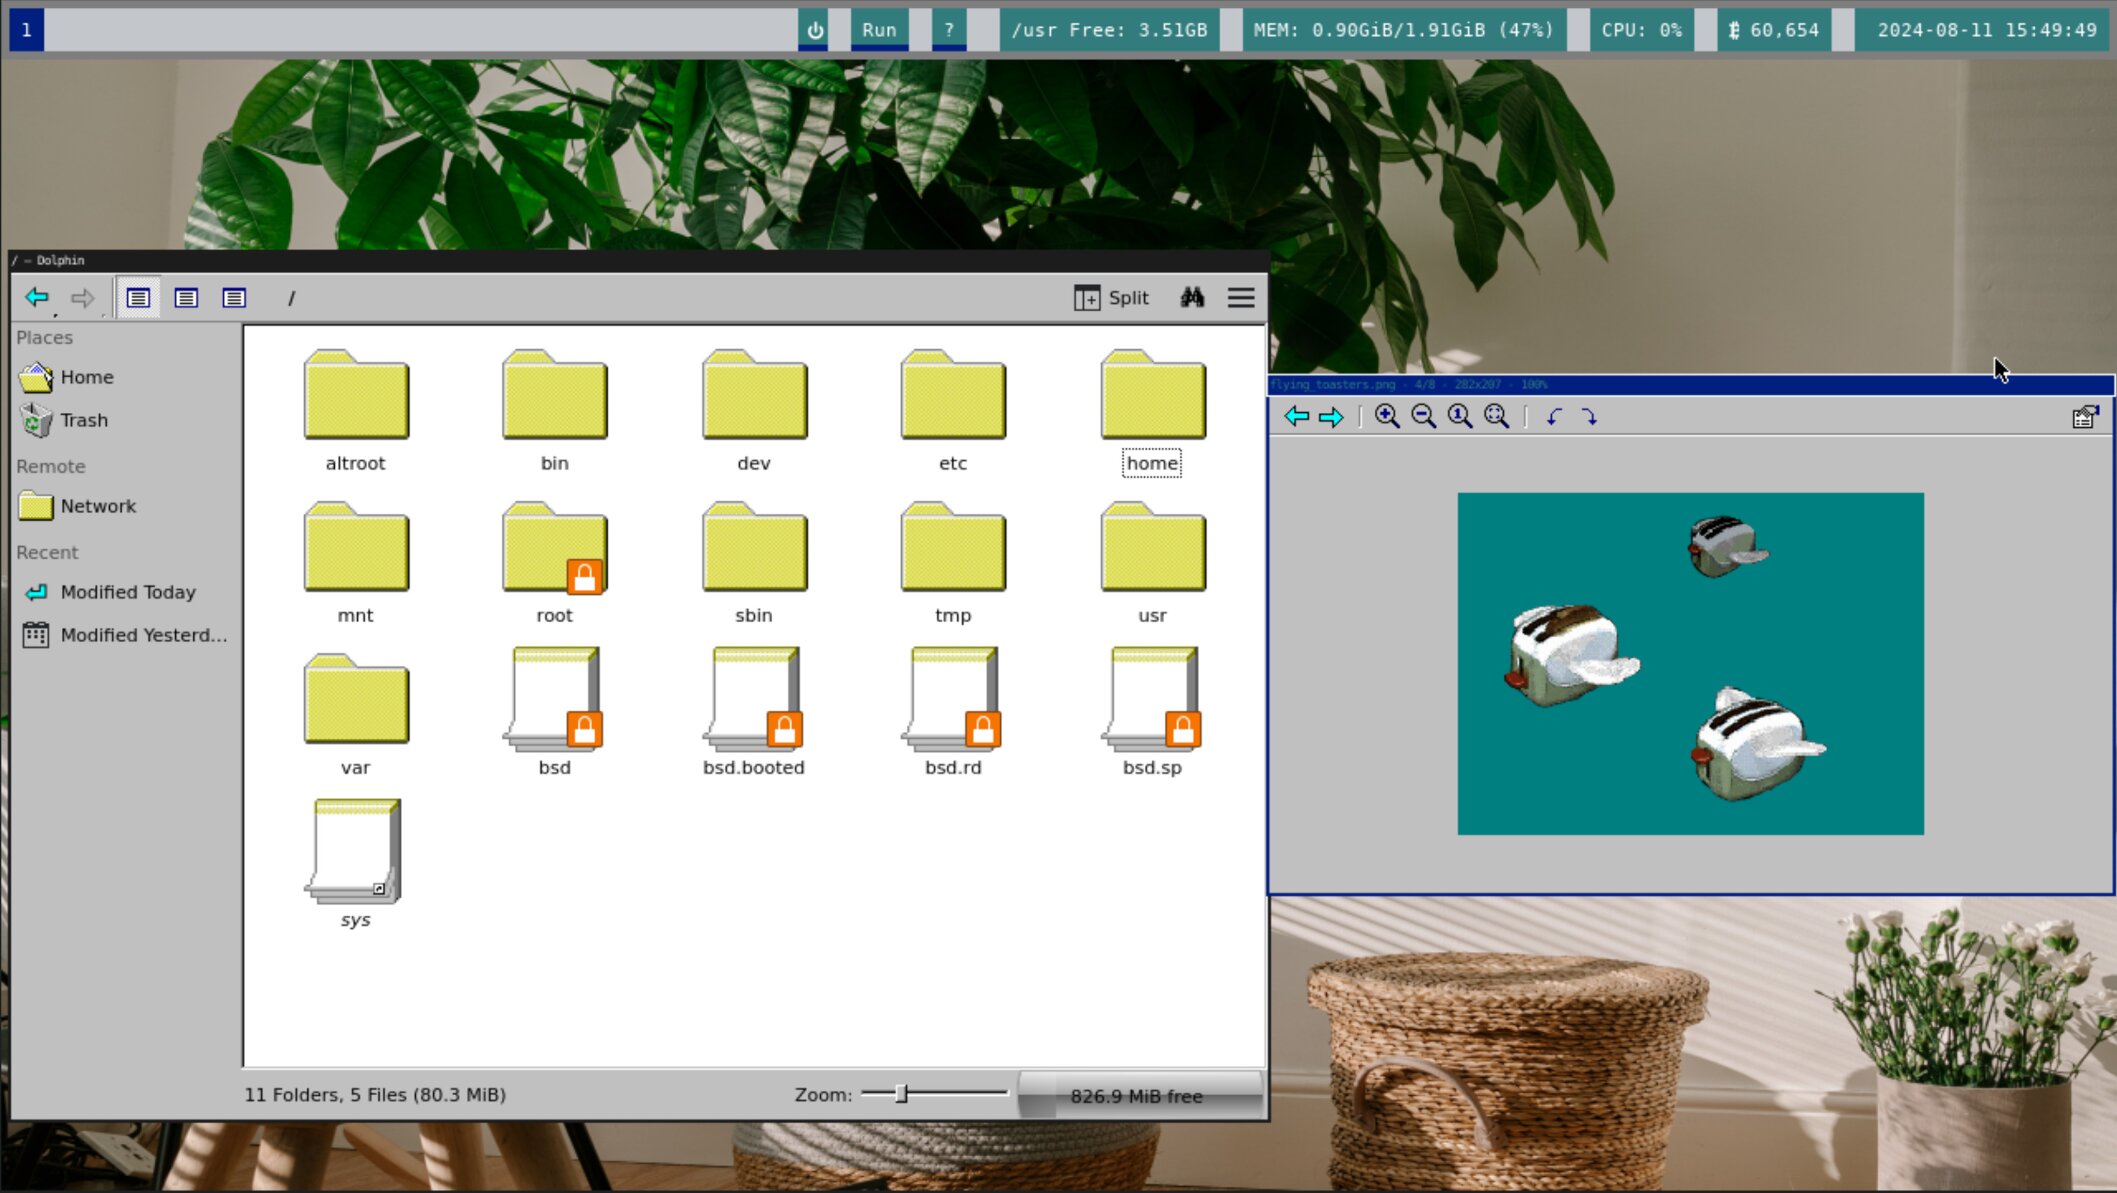 1
Run
?
/usr Free: 3.51GB
MEM: 0.90GiB/1.91GiB (47%)
CPU: 0%
₿ 60,654
2024-08-11 15:49:49
/ — Dolphin
/
Split
Places
Home
Trash
Remote
Network
Recent
Modified Today
Modified Yesterd...
altroot
bin
dev
etc
home
mnt
root
sbin
tmp
usr
var
bsd
bsd.booted
bsd.rd
bsd.sp
sys
11 Folders, 5 Files (80.3 MiB)
Zoom:
826.9 MiB free
flying_toasters.png - 4/8 - 282x207 - 100%